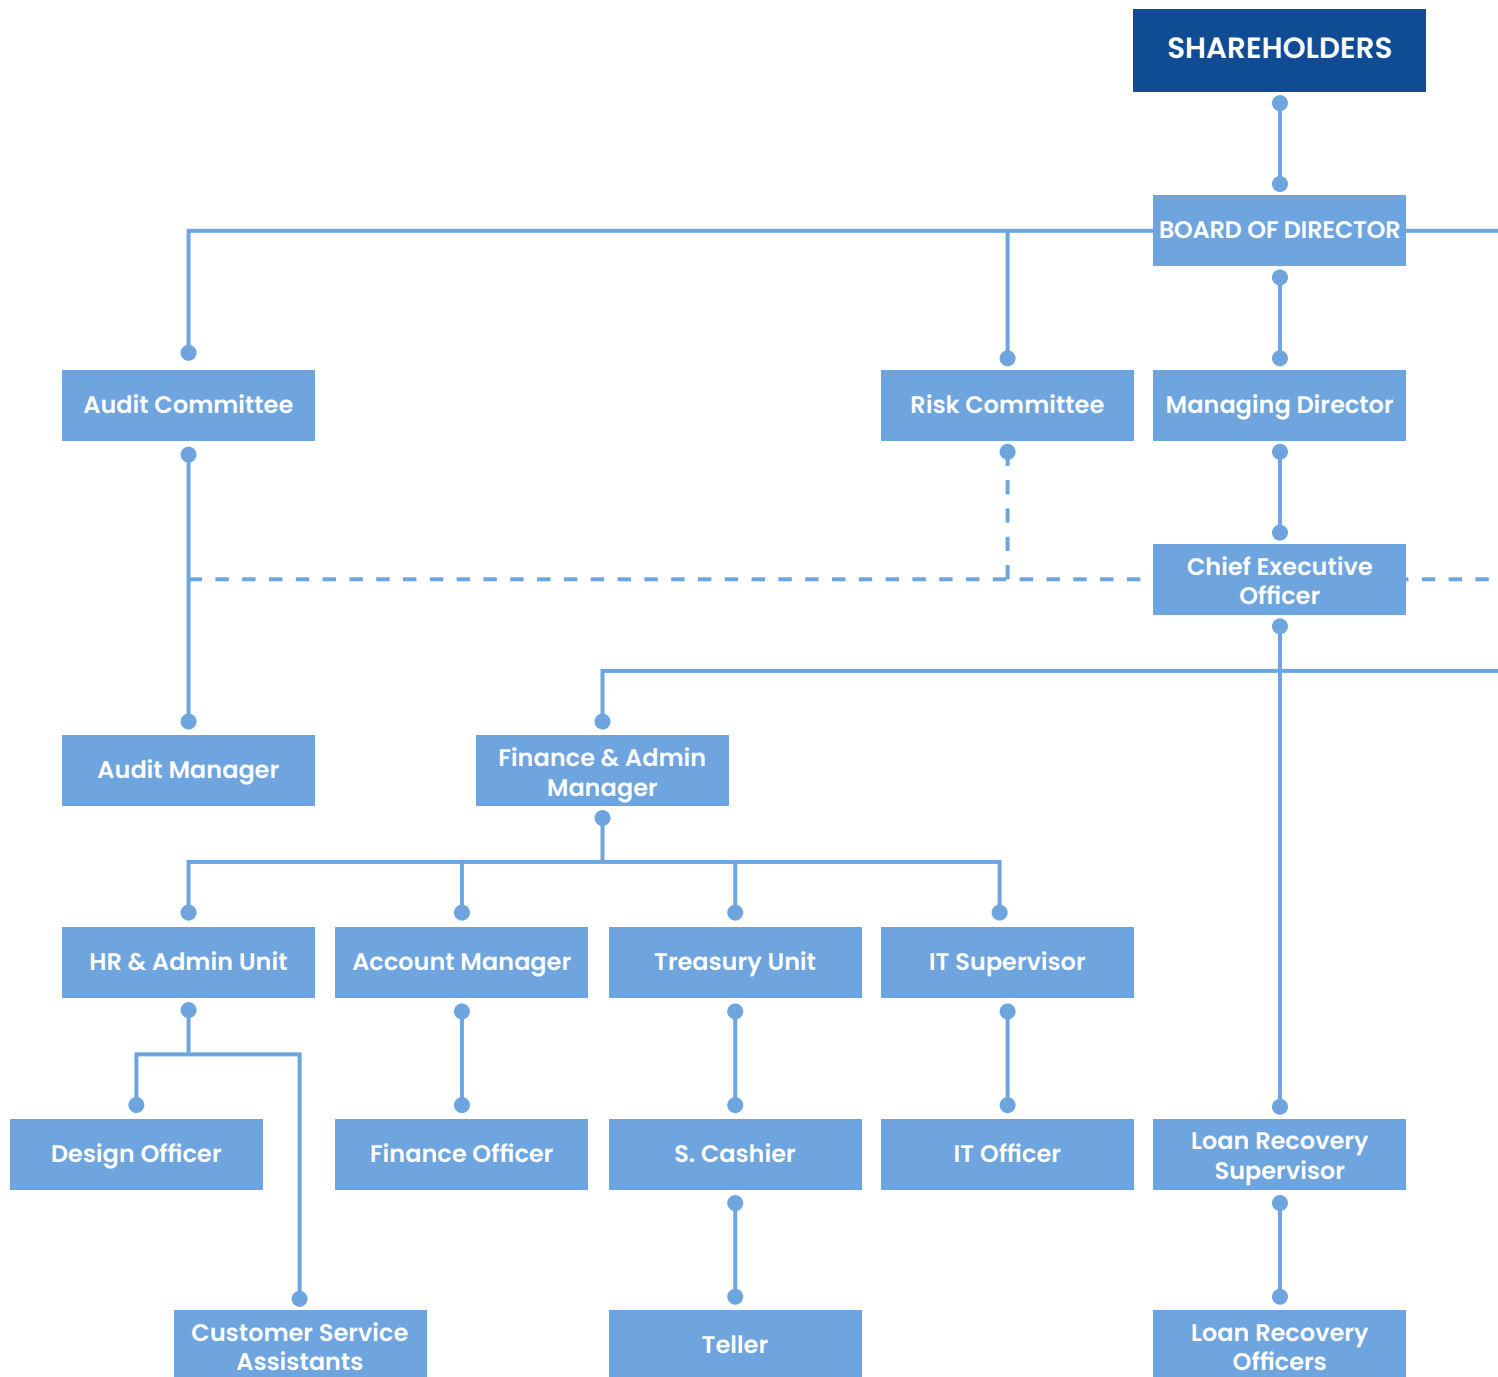 SHAREHOLDERS
BOARD OF DIRECTOR
Audit Committee
Risk Committee
Managing Director
Chief Executive
Officer
Audit Manager
Finance & Admin
Manager
HR & Admin Unit
Account Manager
Treasury Unit
IT Supervisor
Design Officer
Finance Officer
S. Cashier
IT Officer
Loan Recovery
Supervisor
Customer Service
Assistants
Teller
Loan Recovery
Officers